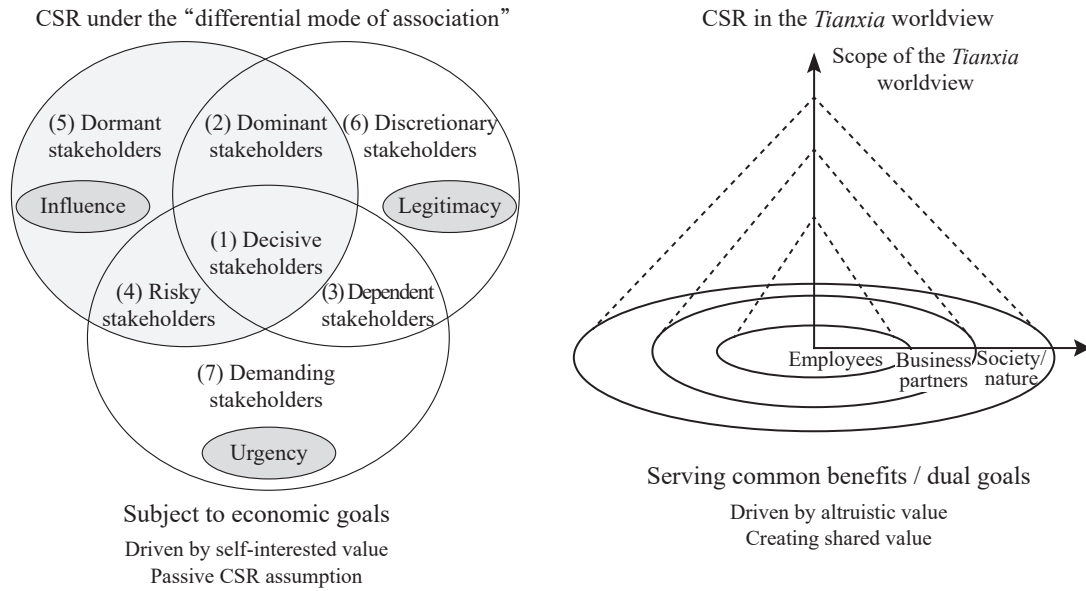 CSR under the “differential mode of association”
(5) Dormant
stakeholders
(2) Dominant
stakeholders
(6) Discretionary
stakeholders
Influence
Legitimacy
(1) Decisive
stakeholders
(4) Risky
stakeholders
(3) Dependent
stakeholders
(7) Demanding
stakeholders
Urgency
Subject to economic goals
Driven by self-interested value
Passive CSR assumption
CSR in the Tianxia worldview
Scope of the Tianxia
worldview
Employees
Business
partners
Society/
nature
Serving common benefits / dual goals
Driven by altruistic value
Creating shared value